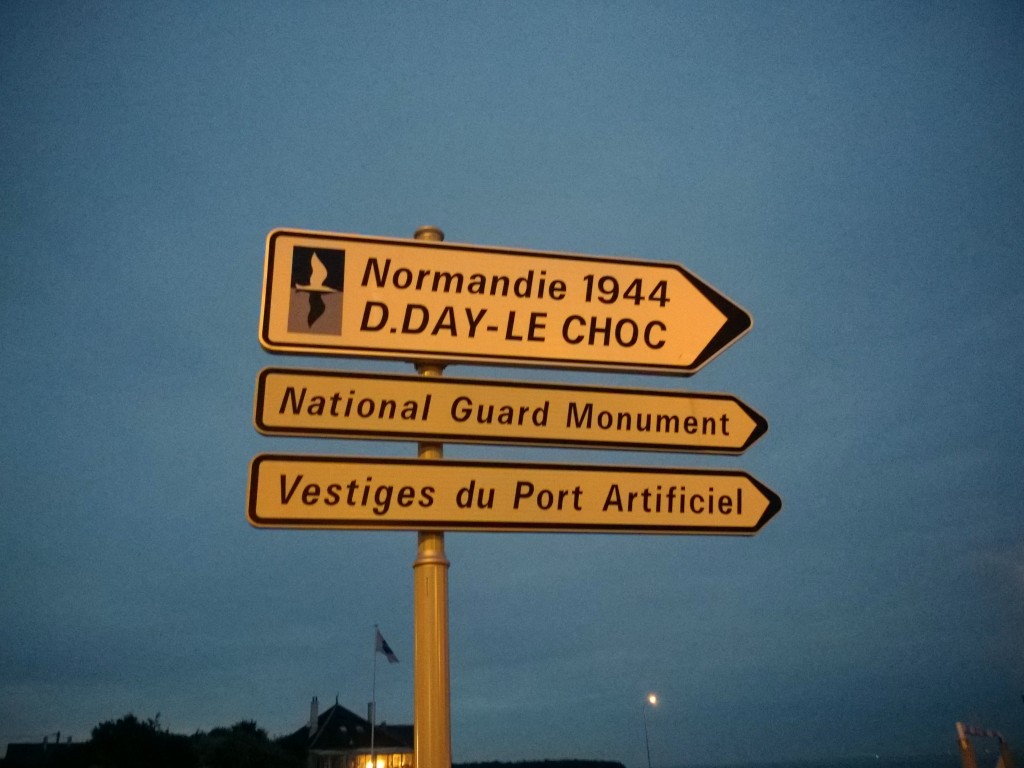 Normandie 1944
D.DAY-LE CHOC
National Guard Monument
Vestiges du Port Artificiel